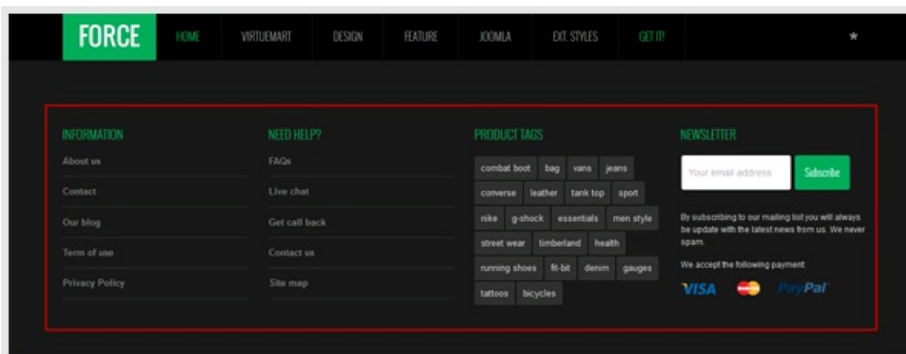 FORCE HOME VIRTUEMART DESIGN FEATURE JOOMLA EXT. STYLES GET IT!
INFORMATION
About us
Contact
Our blog
Term of use
Privacy Policy
NEED HELP?
FAQs
Live chat
Get call back
Contact us
Site map
PRODUCT TAGS
combat boot bag vans jeans
converse leather tank top sport
nike g-shock essentials men style
street wear timberland health
running shoes fit-bit denim gauges
tattoos bicycles
NEWSLETTER
Your email address Subscribe
By subscribing to our mailing list you will always
be update with the latest news from us. We never
spam.
We accept the following payment:
VISA MasterCard PayPal